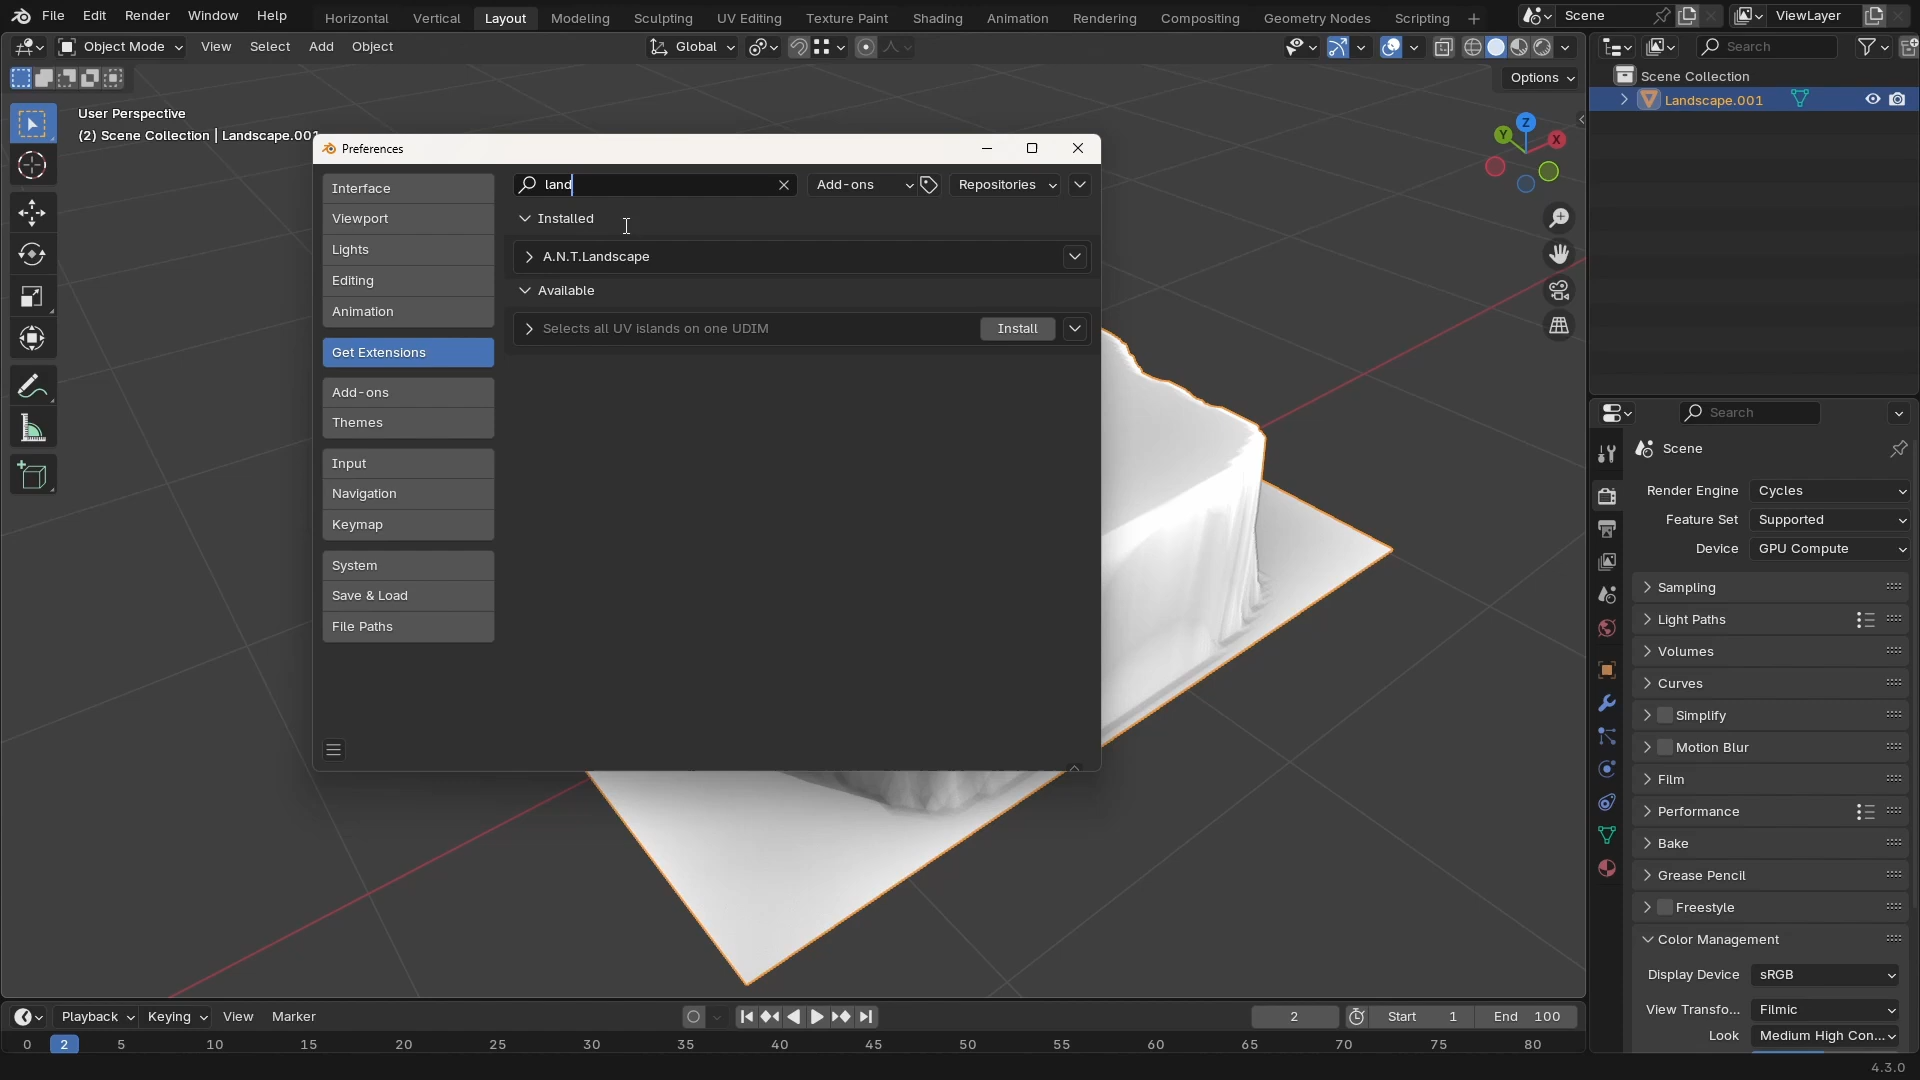 File Edit Render Window Help Horizontal Vertical Layout Modeling Sculpting UV Editing Texture Paint Shading Animation Rendering Compositing Geometry Nodes Scripting + Scene ViewLayer
Object Mode View Select Add Object Global Search
Options
Scene Collection
Landscape.001
User Perspective
(2) Scene Collection | Landscape.001
Z
Y
X
Preferences
Interface
Viewport
Lights
Editing
Animation
Get Extensions
Add-ons
Themes
Input
Navigation
Keymap
System
Save & Load
File Paths
land Add-ons Repositories
Installed
A.N.T.Landscape
Available
Selects all UV islands on one UDIM Install
Search
Scene
Render Engine Cycles
Feature Set Supported
Device GPU Compute
Sampling
Light Paths
Volumes
Curves
Simplify
Motion Blur
Film
Performance
Bake
Grease Pencil
Freestyle
Color Management
Display Device sRGB
View Transfo... Filmic
Look Medium High Con...
Playback Keying View Marker 2 Start 1 End 100
0 2 5 10 15 20 25 30 35 40 45 50 55 60 65 70 75 80
4.3.0